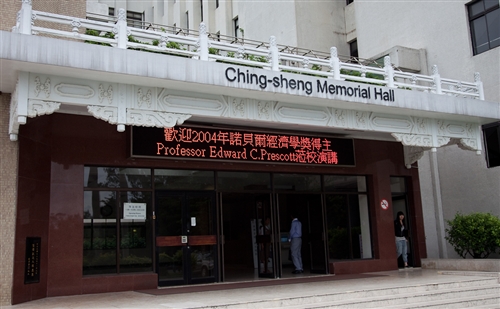 Ching-sheng Memorial Hall
歡迎2004年諾貝爾經濟學獎得主
Professor Edward C.Prescott蒞校演講